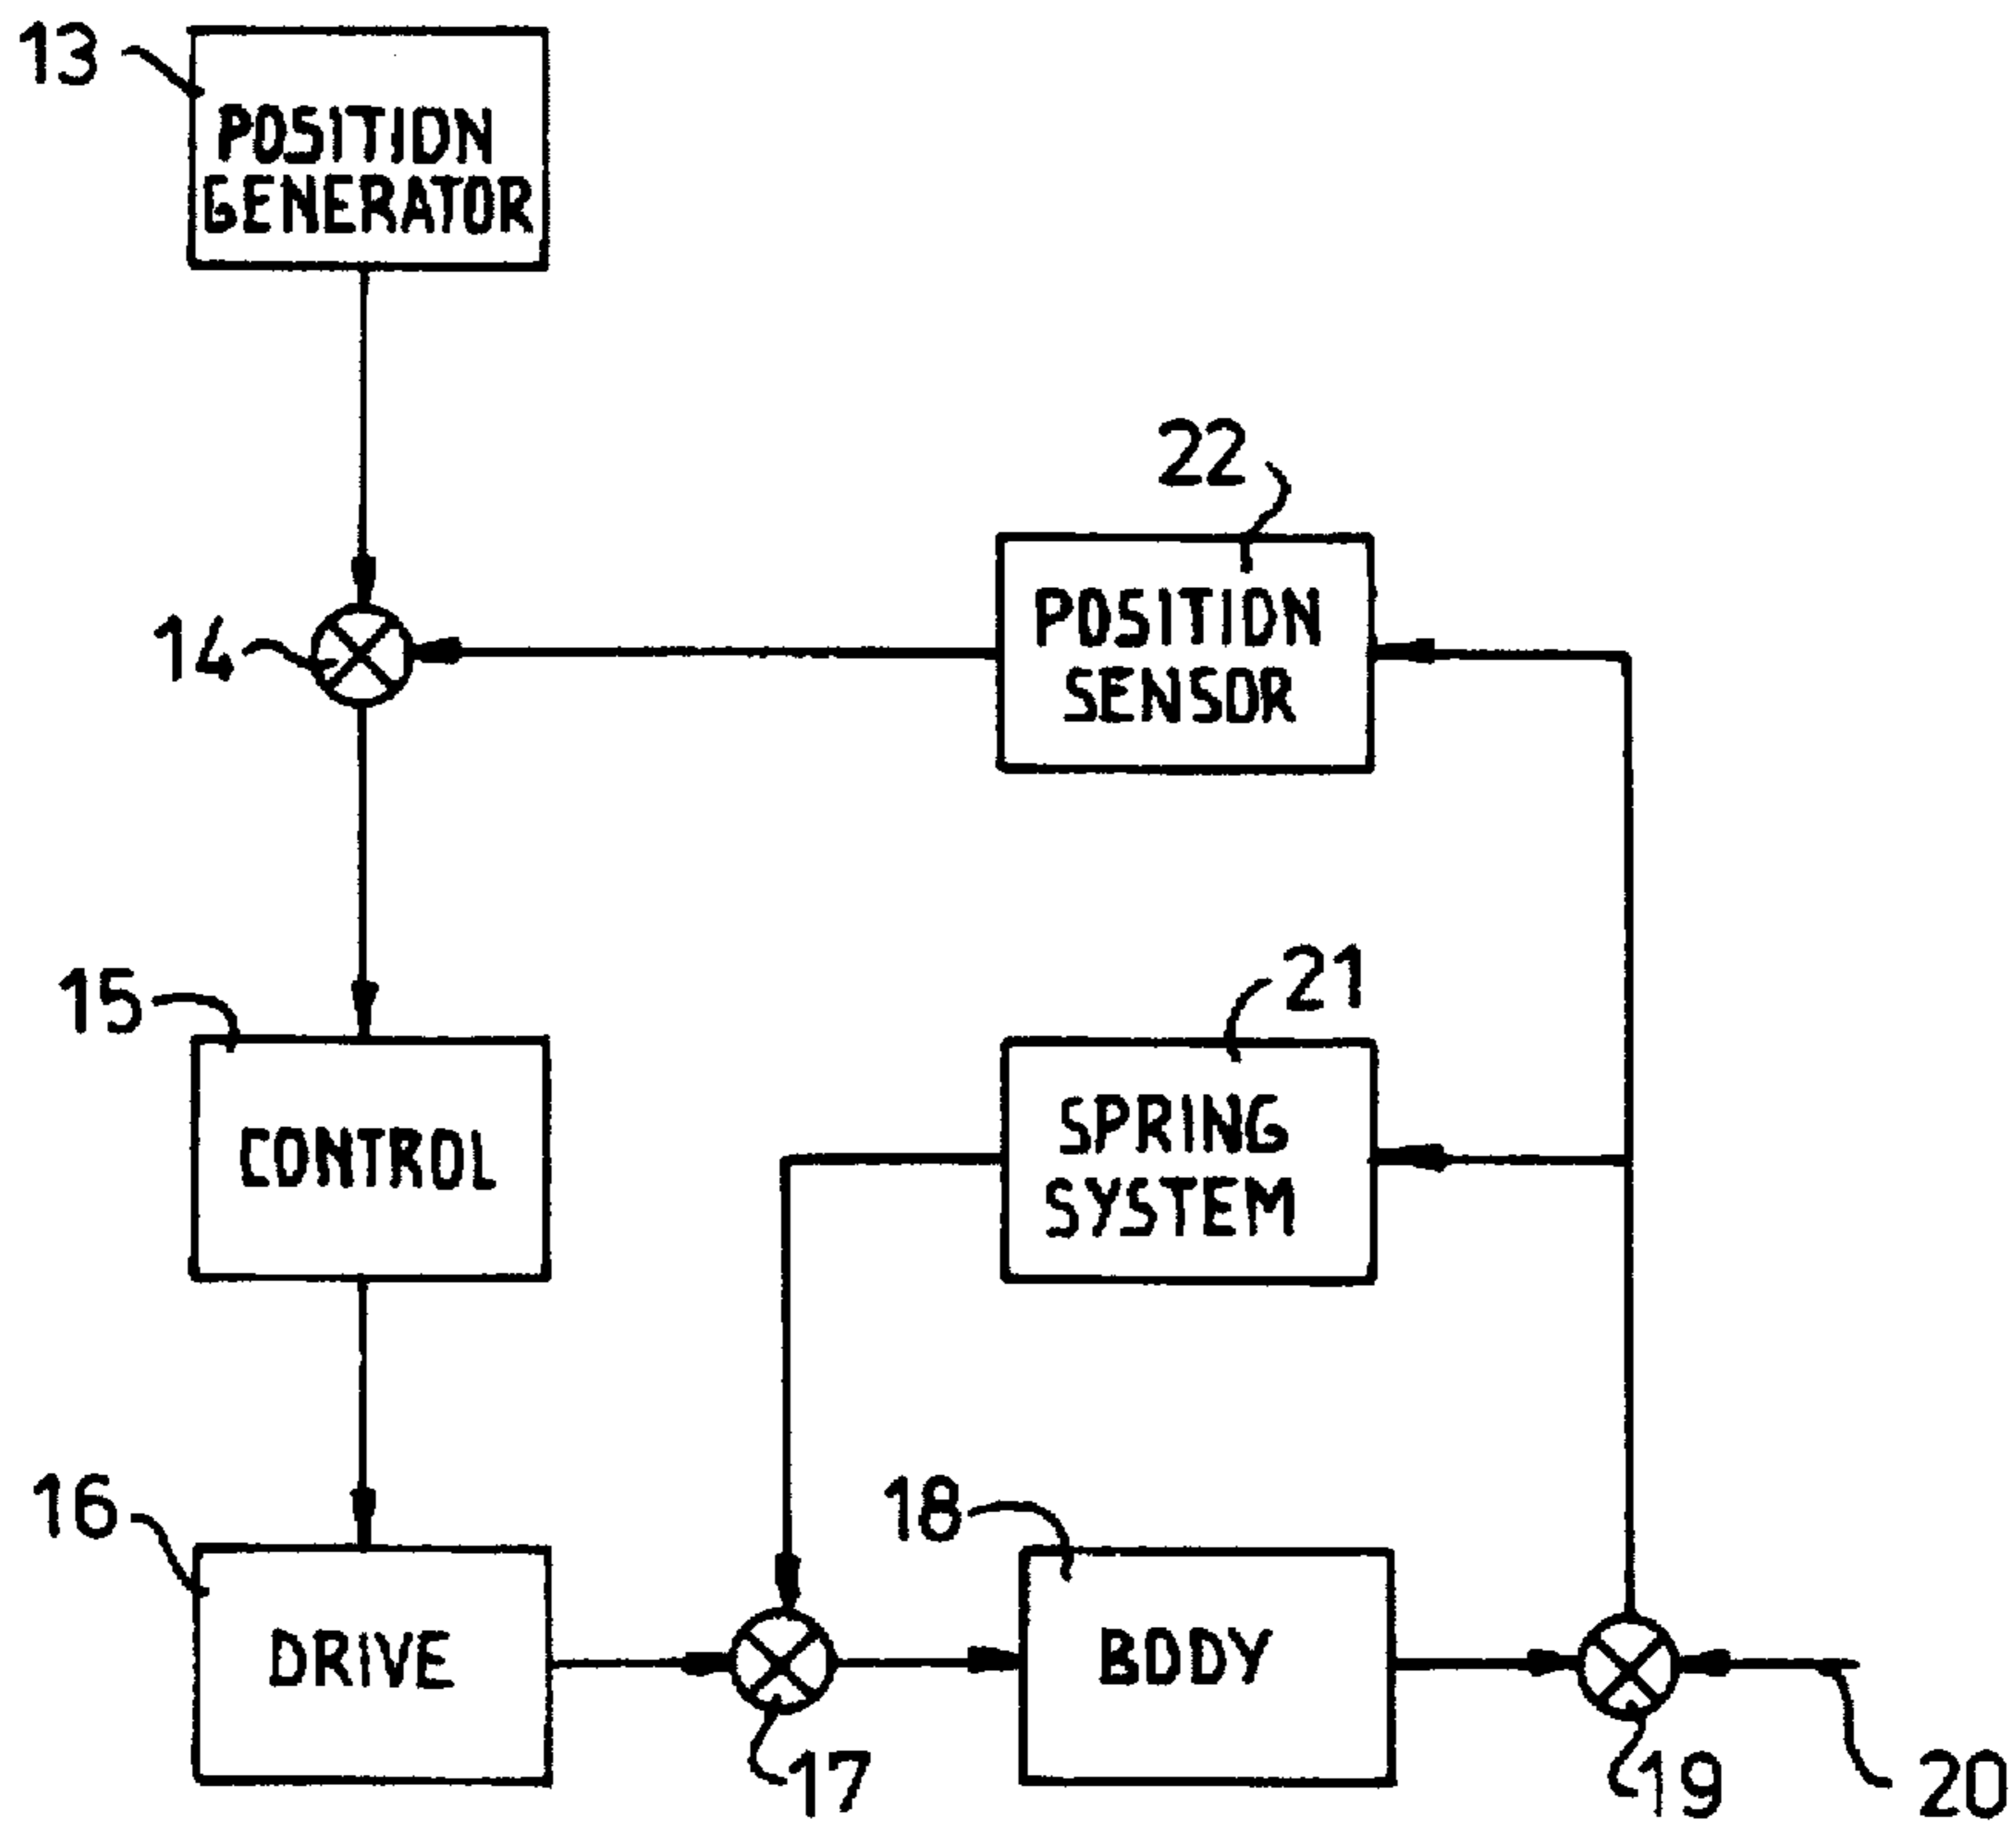 13
POSITION
GENERATOR
22
14
POSITION
SENSOR
15
21
CONTROL
SPRING
SYSTEM
16
18
DRIVE
BODY
17
19
20